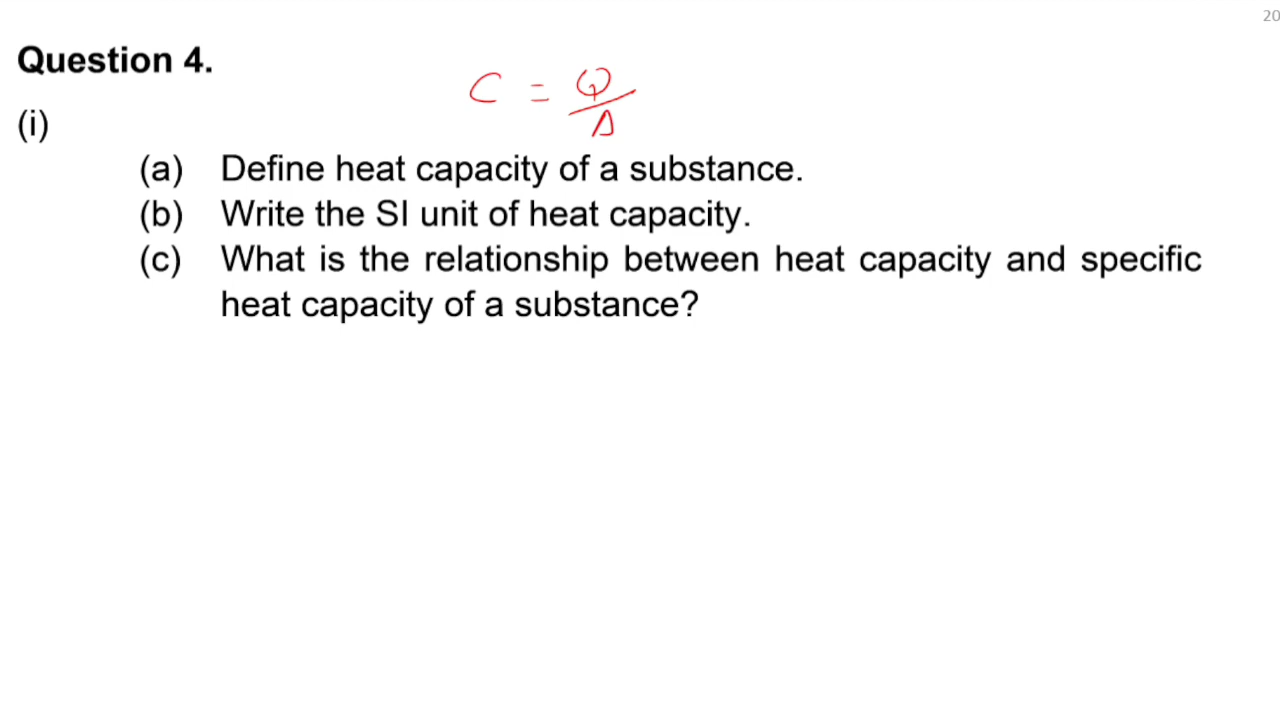 20
Question 4.
C = Q/Δ
(i)
(a) Define heat capacity of a substance.
(b) Write the SI unit of heat capacity.
(c) What is the relationship between heat capacity and specific
heat capacity of a substance?